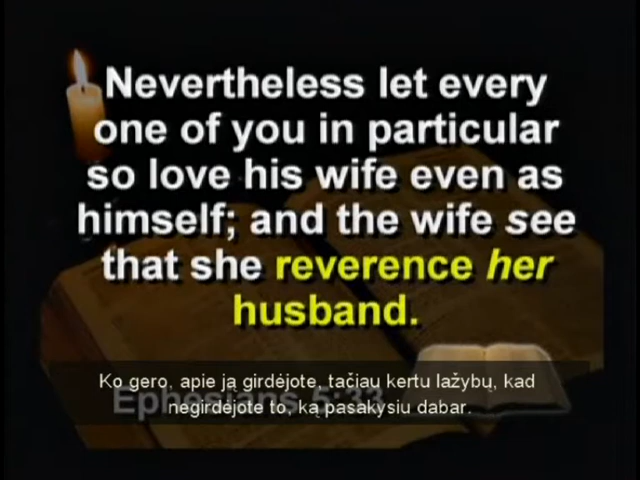 Nevertheless let every
one of you in particular
so love his wife even as
himself; and the wife see
that she reverence her
husband.
Ephesians 5:33
Ko gero, apie ją girdėjote, tačiau kertu lažybų, kad
negirdėjote to, ką pasakysiu dabar.